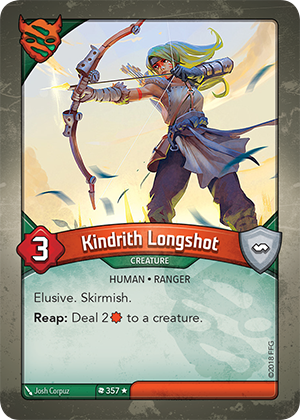 3
Kindrith Longshot
CREATURE
HUMAN • RANGER
Elusive. Skirmish.
Reap: Deal 2 to a creature.
Josh Corpuz
357 ★
©2018 FFG